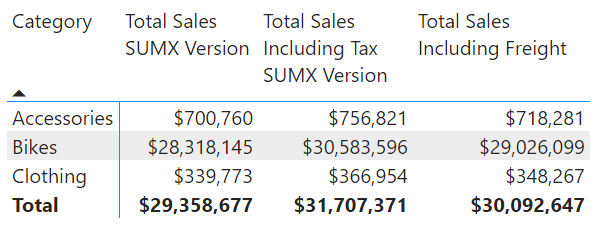 Category Total Sales Total Sales Total Sales
SUMX Version Including Tax Including Freight
SUMX Version
Accessories $700,760 $756,821 $718,281
Bikes $28,318,145 $30,583,596 $29,026,099
Clothing $339,773 $366,954 $348,267
Total $29,358,677 $31,707,371 $30,092,647